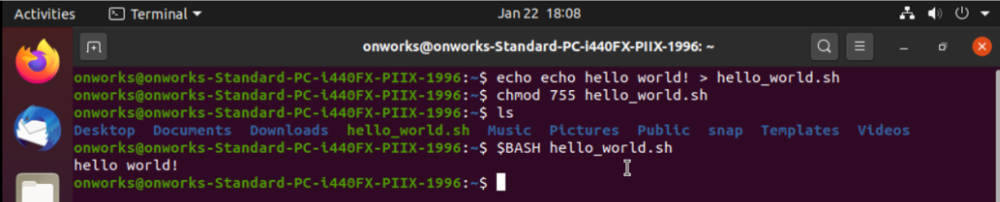 Activities Terminal Jan 22 18:08
onworks@onworks-Standard-PC-i440FX-PIIX-1996: ~
onworks@onworks-Standard-PC-i440FX-PIIX-1996:~$ echo echo hello world! > hello_world.sh
onworks@onworks-Standard-PC-i440FX-PIIX-1996:~$ chmod 755 hello_world.sh
onworks@onworks-Standard-PC-i440FX-PIIX-1996:~$ ls
Desktop Documents Downloads hello_world.sh Music Pictures Public snap Templates Videos
onworks@onworks-Standard-PC-i440FX-PIIX-1996:~$ $BASH hello_world.sh
hello world!
onworks@onworks-Standard-PC-i440FX-PIIX-1996:~$